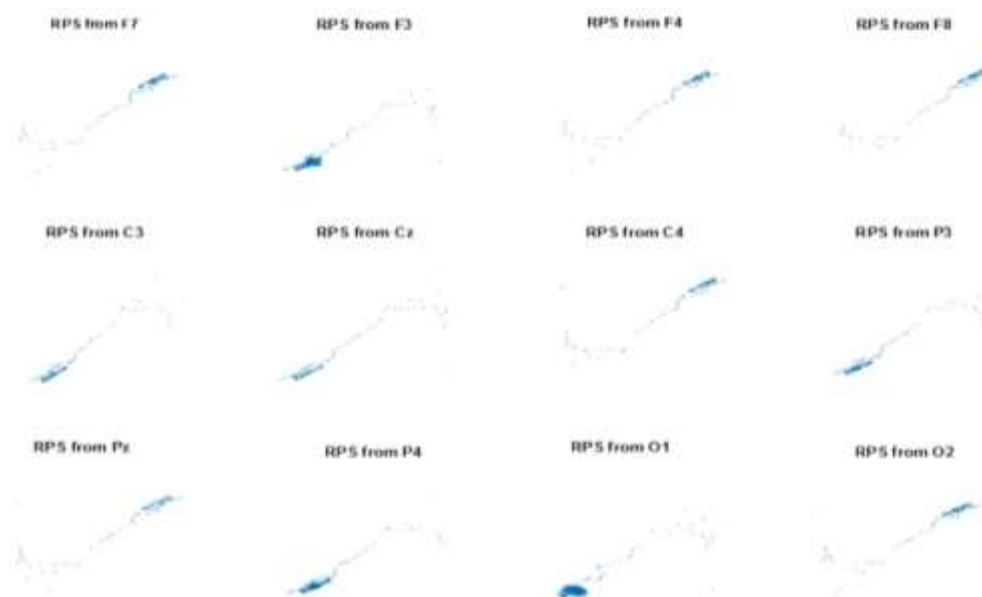 RPS from F7
RPS from F3
RPS from F4
RPS from F8
RPS from C3
RPS from Cz
RPS from C4
RPS from P3
RPS from Pz
RPS from P4
RPS from O1
RPS from O2